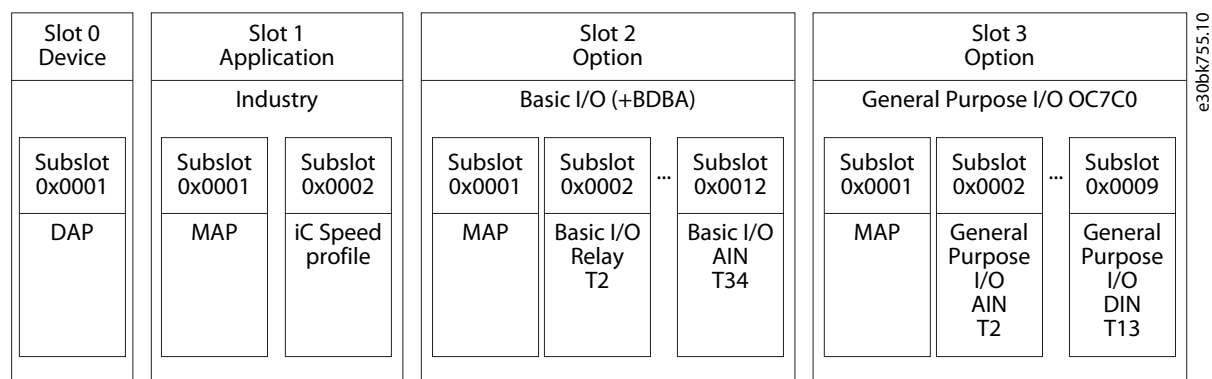 Slot 0
Device
Subslot
0x0001
DAP
Slot 1
Application
Industry
Subslot
0x0001
MAP
Subslot
0x0002
iC Speed
profile
Slot 2
Option
Basic I/O (+BDBA)
Subslot
0x0001
MAP
Subslot
0x0002
Basic I/O
Relay
T2
...
Subslot
0x0012
Basic I/O
AIN
T34
Slot 3
Option
General Purpose I/O OC7C0
Subslot
0x0001
MAP
Subslot
0x0002
General
Purpose
I/O
AIN
T2
...
Subslot
0x0009
General
Purpose
I/O
DIN
T13
e30bk755.10